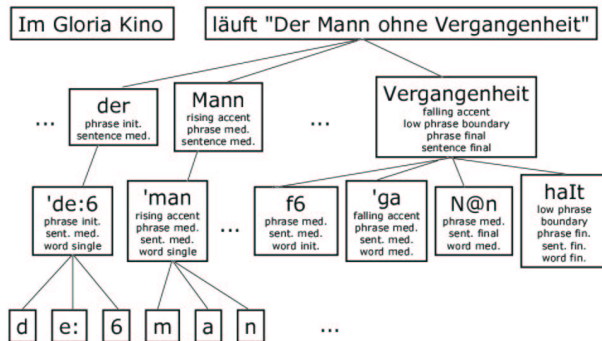 Im Gloria Kino
läuft "Der Mann ohne Vergangenheit"
...
der
phrase init.
sentence med.
Mann
rising accent
phrase med.
sentence med.
...
Vergangenheit
falling accent
low phrase boundary
phrase final
sentence final
'de:6
phrase init.
sent. med.
word single
'man
rising accent
phrase med.
sent. med.
word single
...
f6
phrase med.
sent. med.
word init.
'ga
falling accent
phrase med.
sent. med.
word med.
N@n
phrase med.
sent. final
word med.
haIt
low phrase
boundary
phrase fin.
sent. fin.
word fin.
d
e:
6
m
a
n
...